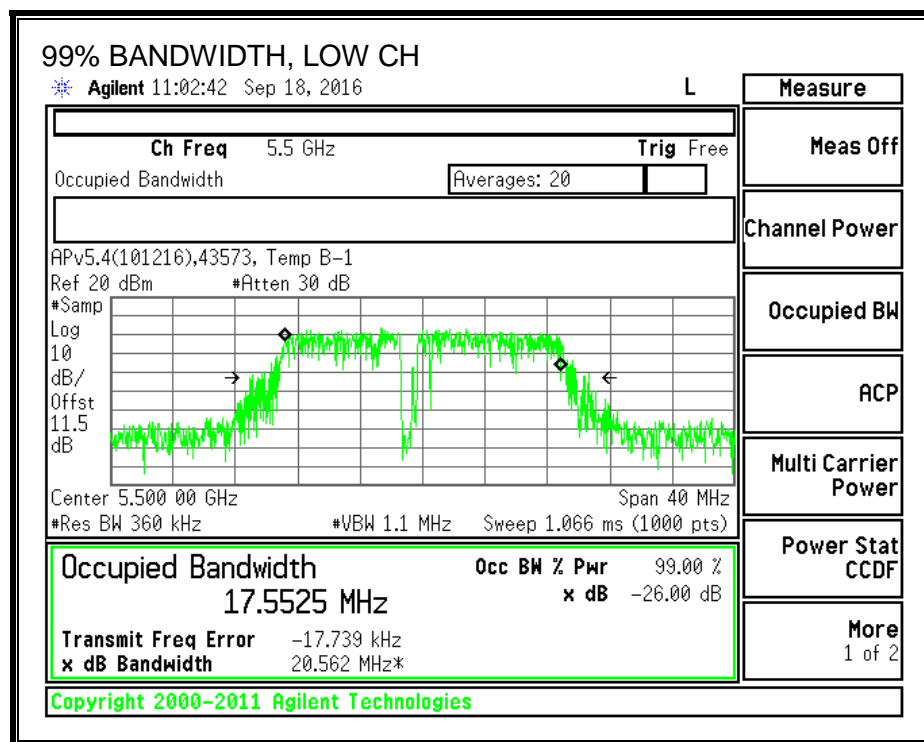 99% BANDWIDTH, LOW CH
Agilent 11:02:42 Sep 18, 2016 L
Ch Freq 5.5 GHz Trig Free
Occupied Bandwidth Averages: 20
APv5.4(101216),43573, Temp B-1
Ref 20 dBm #Atten 30 dB
#Samp
Log
10
dB/
Offst
11.5
dB
Center 5.500 00 GHz Span 40 MHz
#Res BW 360 kHz #VBW 1.1 MHz Sweep 1.066 ms (1000 pts)
Occupied Bandwidth Occ BW % Pwr 99.00 %
17.5525 MHz x dB -26.00 dB
Transmit Freq Error -17.739 kHz
x dB Bandwidth 20.562 MHz*
Copyright 2000-2011 Agilent Technologies
Measure
Meas Off
Channel Power
Occupied BW
ACP
Multi Carrier
Power
Power Stat
CCDF
More
1 of 2